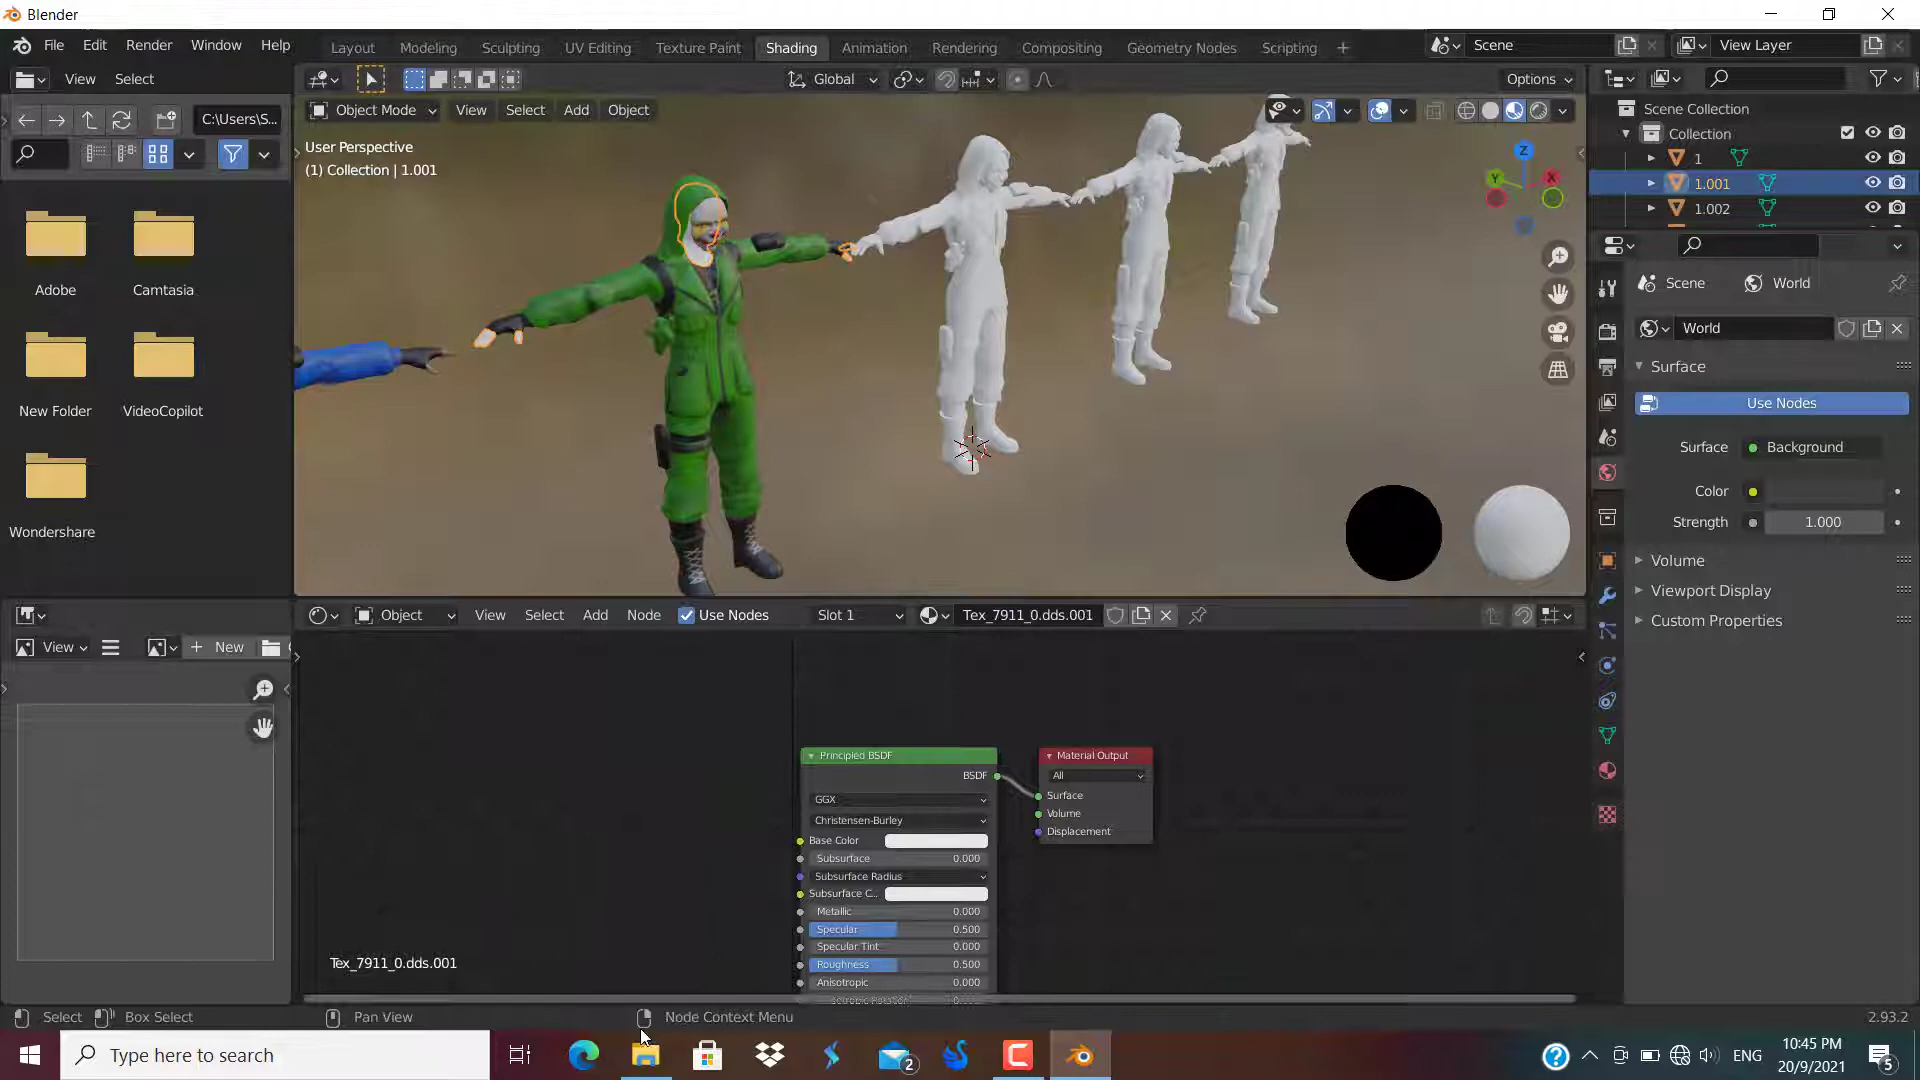 Blender
File Edit Render Window Help
Layout Modeling Sculpting UV Editing Texture Paint Shading Animation Rendering Compositing Geometry Nodes Scripting +
Scene View Layer
View Select
Global Options
C:\Users\S...
Object Mode View Select Add Object
User Perspective
(1) Collection | 1.001
Z
Y
X
Scene Collection
Collection
1
1.001
1.002
Adobe Camtasia
New Folder VideoCopilot
Wondershare
Scene World
World
Surface
Use Nodes
Surface Background
Color
Strength 1.000
Volume
Viewport Display
Custom Properties
Object View Select Add Node Use Nodes Slot 1 Tex_7911_0.dds.001
View + New
Principled BSDF
BSDF
GGX
Christensen-Burley
Base Color
Subsurface 0.000
Subsurface Radius
Subsurface C...
Metallic 0.000
Specular 0.500
Specular Tint 0.000
Roughness 0.500
Anisotropic 0.000
Material Output
All
Surface
Volume
Displacement
Tex_7911_0.dds.001
Select Box Select Pan View Node Context Menu 2.93.2
Type here to search
2
ENG
10:45 PM
20/9/2021
5